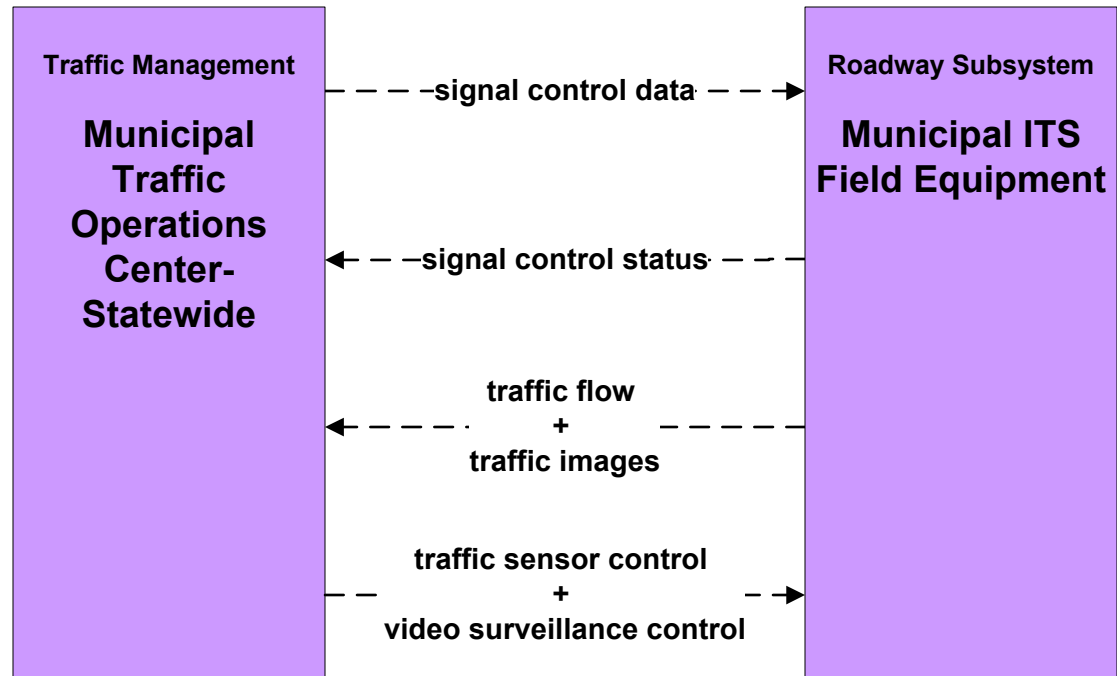 Traffic Management
Municipal
Traffic
Operations
Center-
Statewide
signal control data
signal control status
traffic flow
+
traffic images
traffic sensor control
+
video surveillance control
Roadway Subsystem
Municipal ITS
Field Equipment